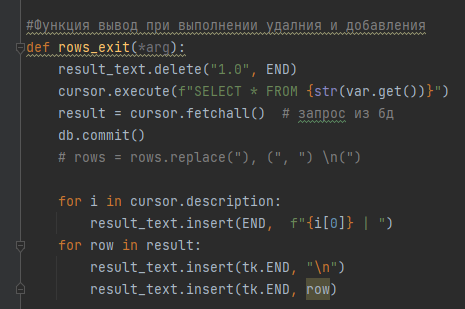 #Функция вывод при выполнении удалния и добавления
def rows_exit(*arg):
result_text.delete("1.0", END)
cursor.execute(f"SELECT * FROM {str(var.get())}")
result = cursor.fetchall()  # запрос из бд
db.commit()
# rows = rows.replace("), (", ") \n(")
for i in cursor.description:
result_text.insert(END,  f"{i[0]} | ")
for row in result:
result_text.insert(tk.END, "\n")
result_text.insert(tk.END, row)